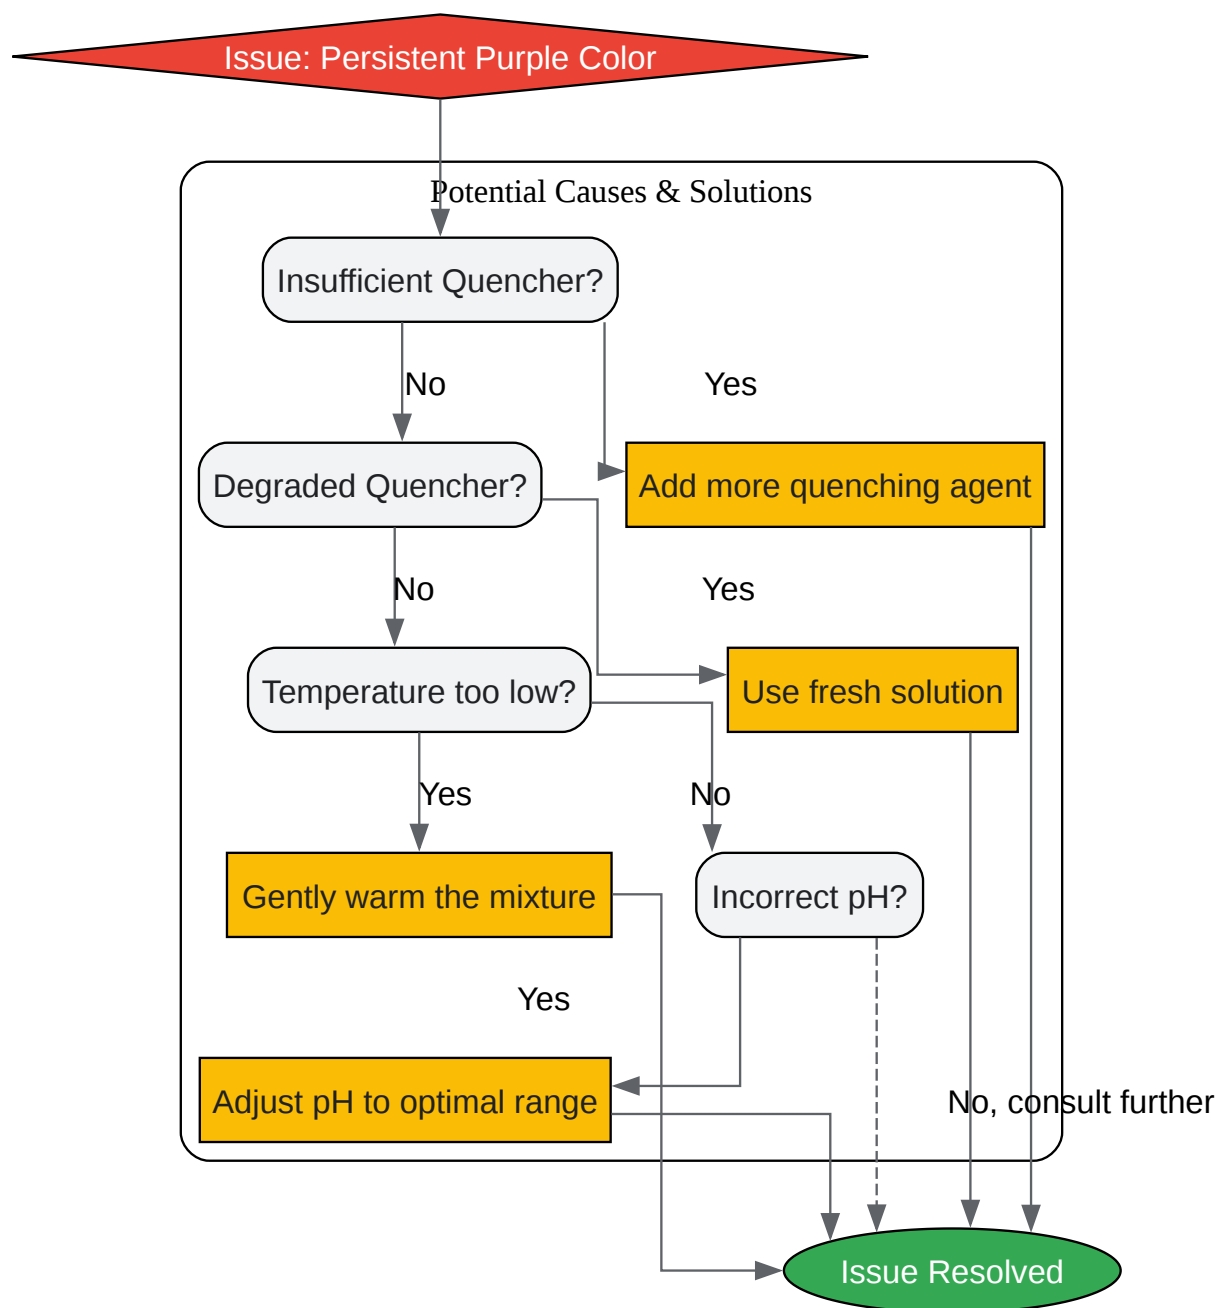 Issue: Persistent Purple Color
Potential Causes & Solutions
Insufficient Quencher?
No
Yes
Degraded Quencher?
Add more quenching agent
No
Yes
Temperature too low?
Use fresh solution
Yes
No
Gently warm the mixture
Incorrect pH?
Yes
Adjust pH to optimal range
No, consult further
Issue Resolved